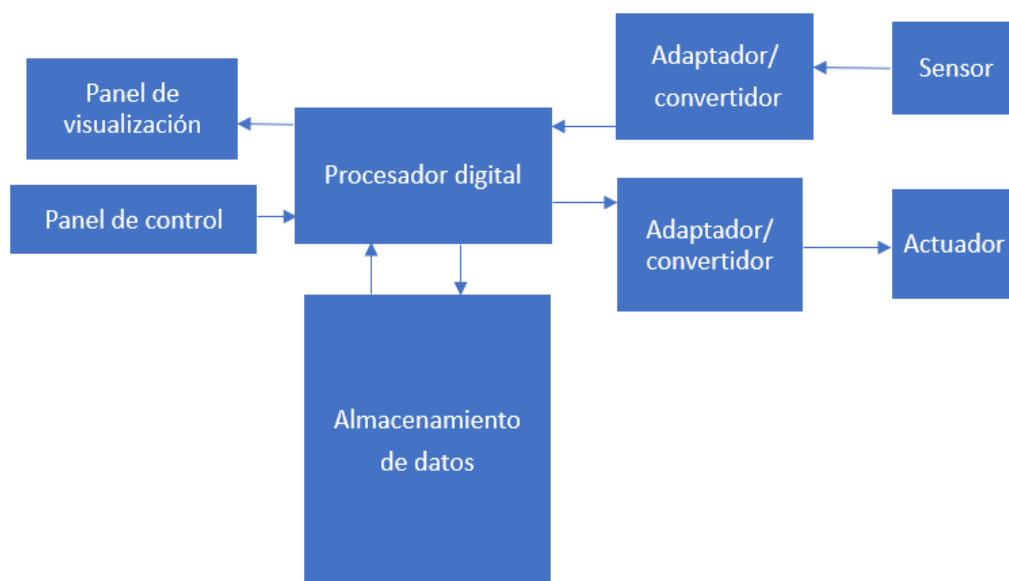 Adaptador/
convertidor
Sensor
Panel de
visualización
Procesador digital
Panel de control
Adaptador/
convertidor
Actuador
Almacenamiento
de datos